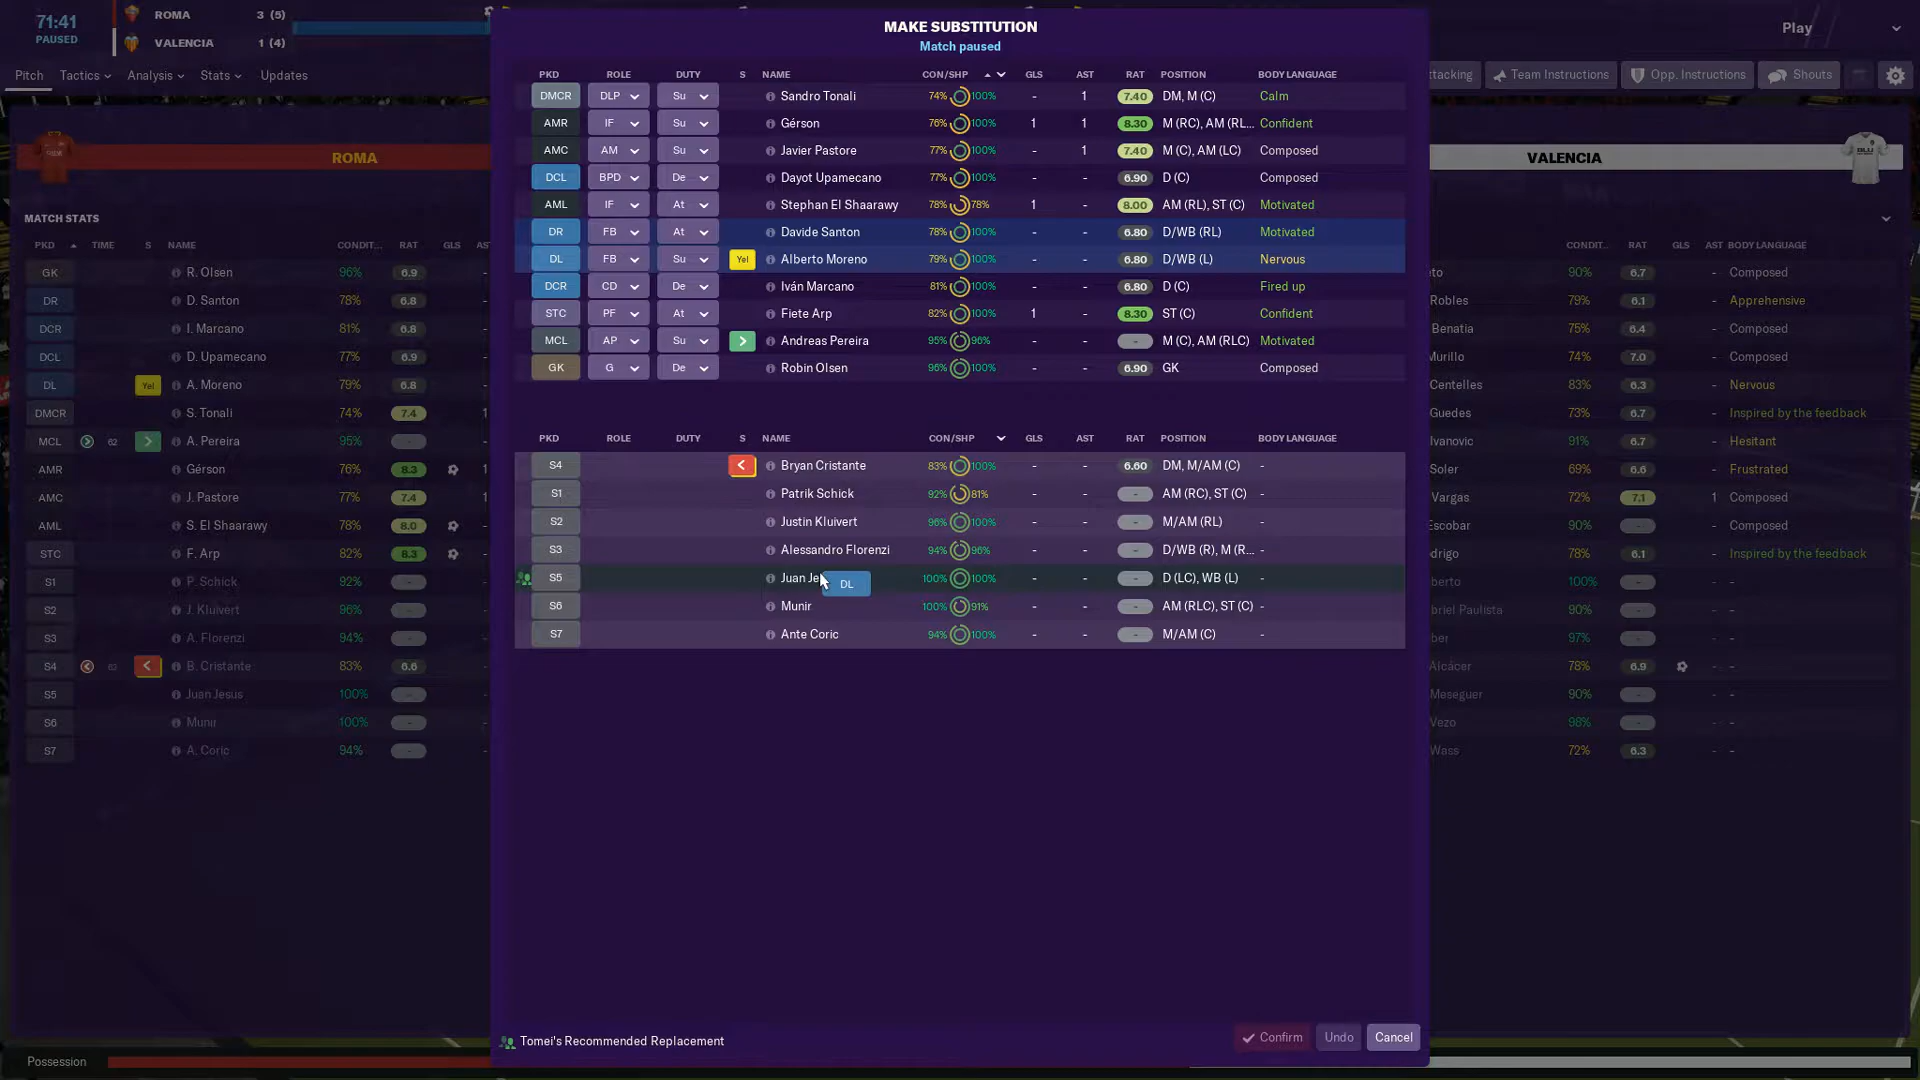 71:41
PAUSED
ROMA 3 (5)
VALENCIA 1 (4)
Pitch Tactics Analysis Stats Updates
MAKE SUBSTITUTION
Match paused
Play
Team Instructions Opp. Instructions Shouts
ROMA
MATCH STATS
PKD TIME S NAME CONDIT... RAT GLS
GK R. Olsen 96% 6.9
DR D. Santon 78% 6.8
DCR I. Marcano 81% 6.8
DCL D. Upamecano 77% 6.9
DL Yel A. Moreno 79% 6.8
DMCR S. Tonali 74% 7.4 1
MCL 62 A. Pereira 95% -
AMR Gérson 76% 8.3 1
AMC J. Pastore 77% 7.4 1
AML S. El Shaarawy 78% 8.0
STC F. Arp 82% 8.3
S1 P. Schick 92% -
S2 J. Kluivert 96% -
S3 A. Florenzi 94% -
S4 B. Cristante 83% 6.6
S5 Juan Jesus 100% -
S6 Munir 100% -
S7 A. Coric 94% -
PKD ROLE DUTY S NAME CON/SHP GLS AST RAT POSITION BODY LANGUAGE
DMCR DLP Su Sandro Tonali 74% 100% - 1 7.40 DM, M (C) Calm
AMR IF Su Gérson 76% 100% 1 1 8.30 M (RC), AM (RL... Confident
AMC AM Su Javier Pastore 77% 100% - 1 7.40 M (C), AM (LC) Composed
DCL BPD De Dayot Upamecano 77% 100% - - 6.90 D (C) Composed
AML IF At Stephan El Shaarawy 78% 78% 1 - 8.00 AM (RL), ST (C) Motivated
DR FB At Davide Santon 78% 100% - - 6.80 D/WB (RL) Motivated
DL FB Su Yel Alberto Moreno 79% 100% - - 6.80 D/WB (L) Nervous
DCR CD De Iván Marcano 81% 100% - - 6.80 D (C) Fired up
STC PF At Fiete Arp 82% 100% 1 - 8.30 ST (C) Confident
MCL AP Su Andreas Pereira 95% 96% - - - M (C), AM (RLC) Motivated
GK G De Robin Olsen 96% 100% - - 6.90 GK Composed
PKD ROLE DUTY S NAME CON/SHP GLS AST RAT POSITION BODY LANGUAGE
S4 Bryan Cristante 83% 100% - - 6.60 DM, M/AM (C) -
S1 Patrik Schick 92% 81% - - - AM (RC), ST (C) -
S2 Justin Kluivert 96% 100% - - - M/AM (RL) -
S3 Alessandro Florenzi 94% 96% - - - D/WB (R), M (R... -
S5 Juan Je DL 100% 100% - - - D (LC), WB (L) -
S6 Munir 100% 91% - - - AM (RLC), ST (C) -
S7 Ante Coric 94% 100% - - - M/AM (C) -
Tomei's Recommended Replacement
Confirm Undo Cancel
VALENCIA
CONDIT... RAT GLS AST BODY LANGUAGE
90% 6.7 - Composed
Robles 79% 6.1 - Apprehensive
Benatia 75% 6.4 - Composed
74% 7.0 - Composed
Centelles 83% 6.3 - Nervous
Guedes 73% 6.7 - Inspired by the feedback
Ivanovic 91% 6.7 - Hesitant
Soler 69% 6.6 - Frustrated
Vargas 72% 7.1 1 Composed
Escobar 90% - - Composed
78% 6.1 - Inspired by the feedback
100% - - -
Paulista 90% - - -
97% - - -
Alcácer 78% 6.9 - -
Meseguer 90% - - -
Vezo 98% - - -
Wass 72% 6.3 - -
Possession